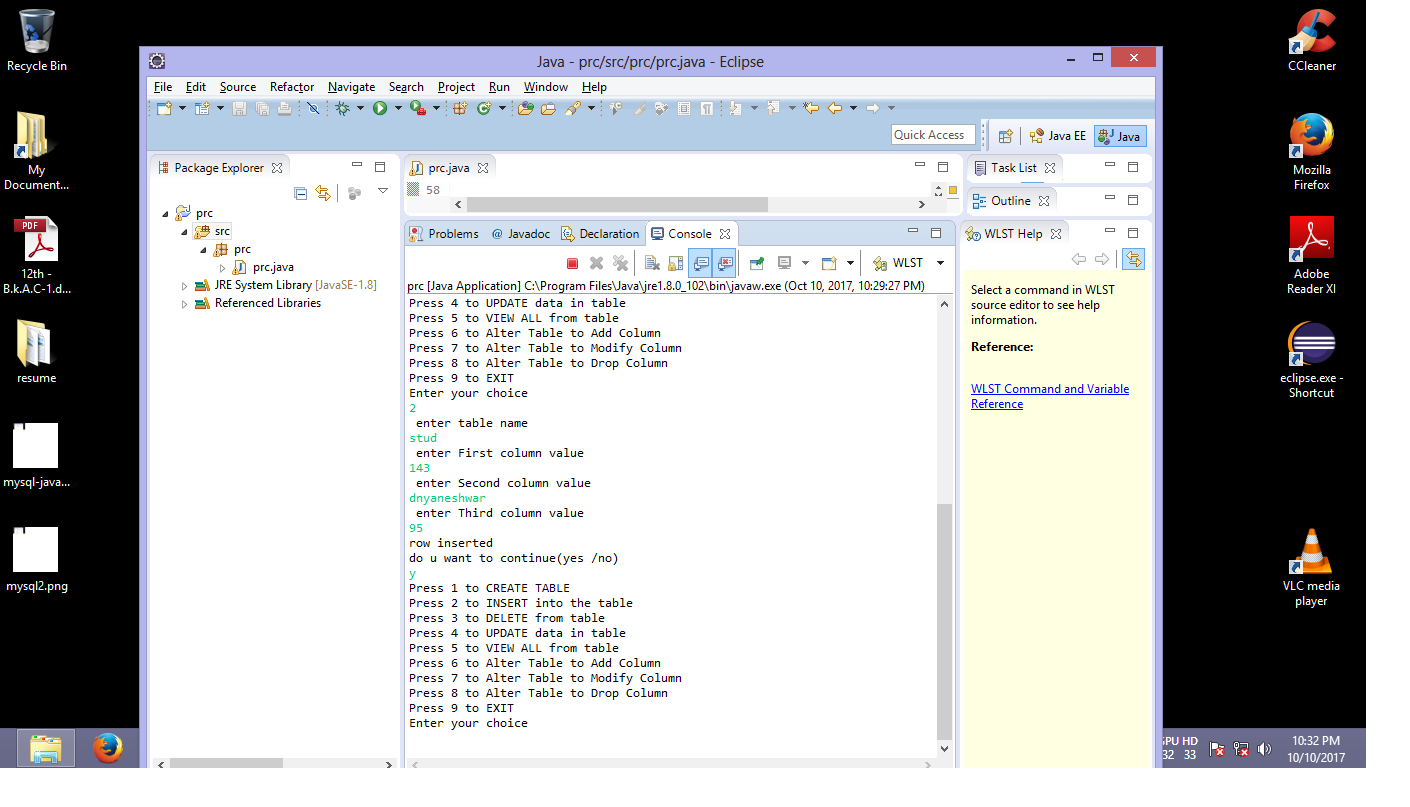 Recycle Bin
My
Document...
PDF
12th -
B.k.A.C-1.d...
resume
mysql-java...
mysql2.png
Java - prc/src/prc/prc.java - Eclipse
File Edit Source Refactor Navigate Search Project Run Window Help
Quick Access
Java EE
Java
Package Explorer
prc
src
prc
prc.java
JRE System Library [JavaSE-1.8]
Referenced Libraries
prc.java
58
Problems @ Javadoc Declaration Console
WLST
prc [Java Application] C:\Program Files\Java\jre1.8.0_102\bin\javaw.exe (Oct 10, 2017, 10:29:27 PM)
Press 4 to UPDATE data in table
Press 5 to VIEW ALL from table
Press 6 to Alter Table to Add Column
Press 7 to Alter Table to Modify Column
Press 8 to Alter Table to Drop Column
Press 9 to EXIT
Enter your choice
2
enter table name
stud
enter First column value
143
enter Second column value
dnyaneshwar
enter Third column value
95
row inserted
do u want to continue(yes /no)
y
Press 1 to CREATE TABLE
Press 2 to INSERT into the table
Press 3 to DELETE from table
Press 4 to UPDATE data in table
Press 5 to VIEW ALL from table
Press 6 to Alter Table to Add Column
Press 7 to Alter Table to Modify Column
Press 8 to Alter Table to Drop Column
Press 9 to EXIT
Enter your choice
Task List
Outline
WLST Help
Select a command in WLST
source editor to see help
information.
Reference:
WLST Command and Variable
Reference
CCleaner
Mozilla
Firefox
Adobe
Reader XI
eclipse.exe -
Shortcut
VLC media
player
HD
32 33
10:32 PM
10/10/2017